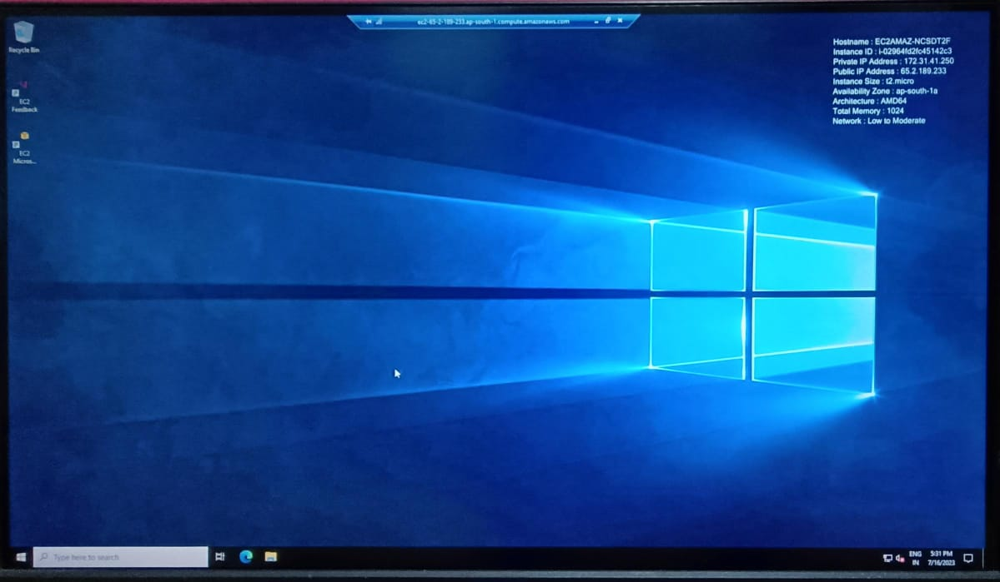 ec2-65-2-189-233.ap-south-1.compute.amazonaws.com
Recycle Bin
EC2
Feedback
EC2
Micros...
Hostname : EC2AMAZ-NCSDT2F
Instance ID : i-02964fd2fc45142c3
Private IP Address : 172.31.41.250
Public IP Address : 65.2.189.233
Instance Size : t2.micro
Availability Zone : ap-south-1a
Architecture : AMD64
Total Memory : 1024
Network : Low to Moderate
Type here to search
ENG
IN
5:31 PM
7/16/2023